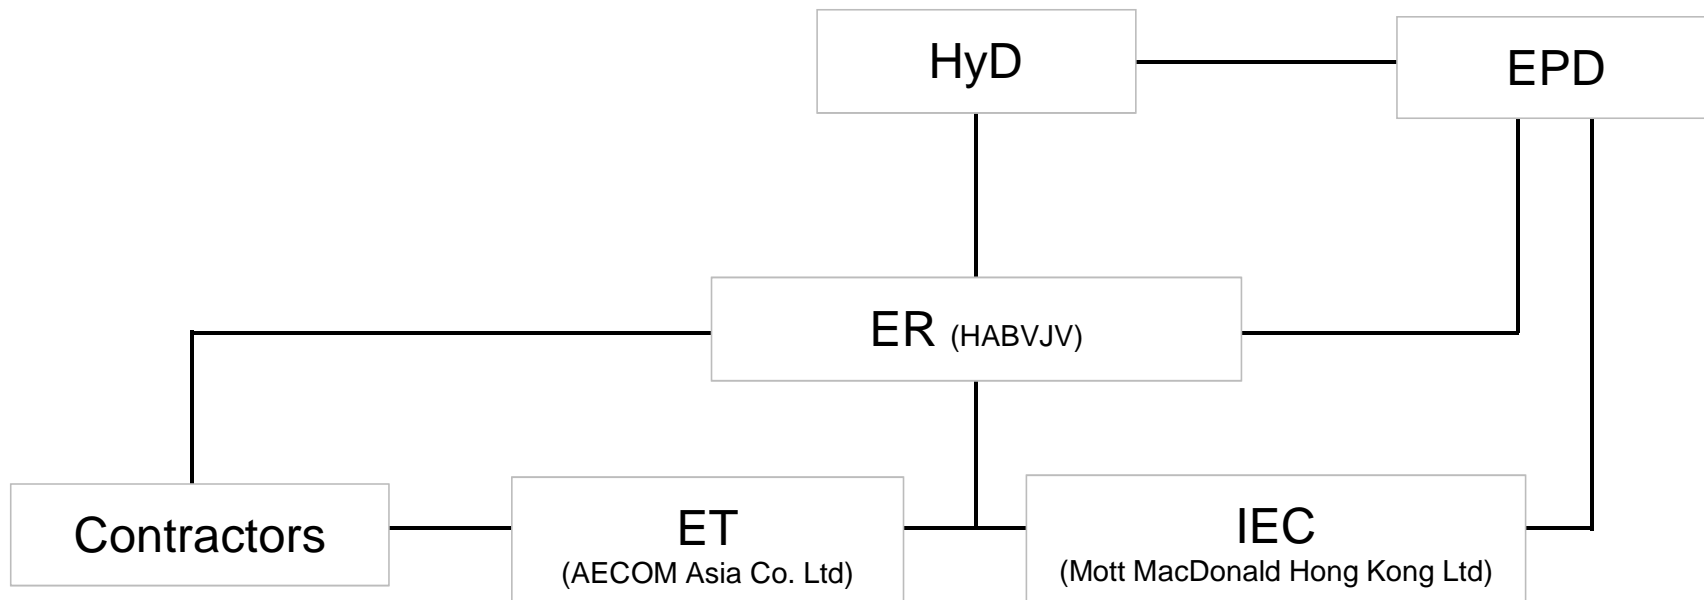 HyD
EPD
ER (HABVJV)
Contractors
ET
(AECOM Asia Co. Ltd)
IEC
(Mott MacDonald Hong Kong Ltd)